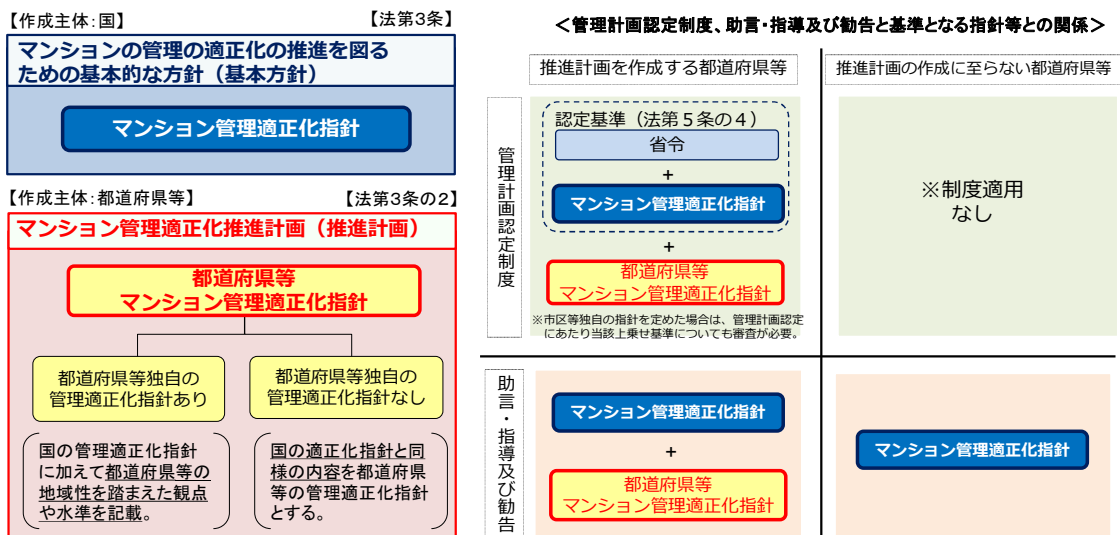 【作成主体:国】
【法第3条】
マンションの管理の適正化の推進を図る
ための基本的な方針（基本方針）
マンション管理適正化指針
【作成主体:都道府県等】
【法第3条の2】
マンション管理適正化推進計画（推進計画）
都道府県等
マンション管理適正化指針
都道府県等独自の
管理適正化指針あり
都道府県等独自の
管理適正化指針なし
国の管理適正化指針
に加えて都道府県等の
地域性を踏まえた観点
や水準を記載。
国の適正化指針と同
様の内容を都道府県
等の管理適正化指針
とする。
＜管理計画認定制度、助言・指導及び勧告と基準となる指針等との関係＞
推進計画を作成する都道府県等
推進計画の作成に至らない都道府県等
管理計画認定制度
認定基準（法第５条の４）
省令
+
マンション管理適正化指針
+
都道府県等
マンション管理適正化指針
※市区等独自の指針を定めた場合は、管理計画認定
にあたり当該上乗せ基準についても審査が必要。
※制度適用
なし
助言・指導及び勧告
マンション管理適正化指針
+
都道府県等
マンション管理適正化指針
マンション管理適正化指針